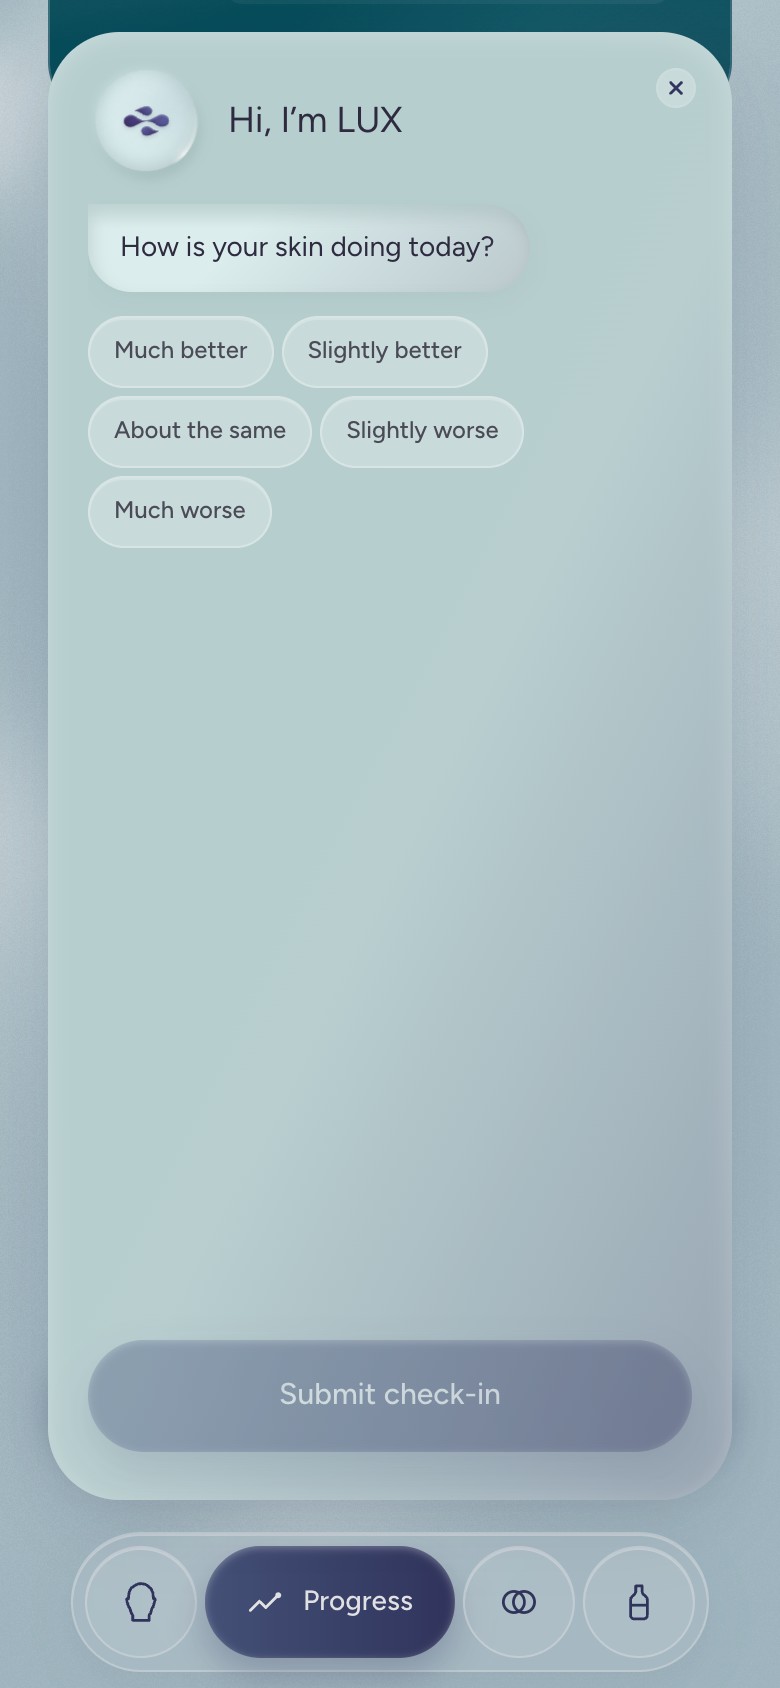 Hi, I’m LUX
How is your skin doing today?
Much better
Slightly better
About the same
Slightly worse
Much worse
Submit check-in
Progress